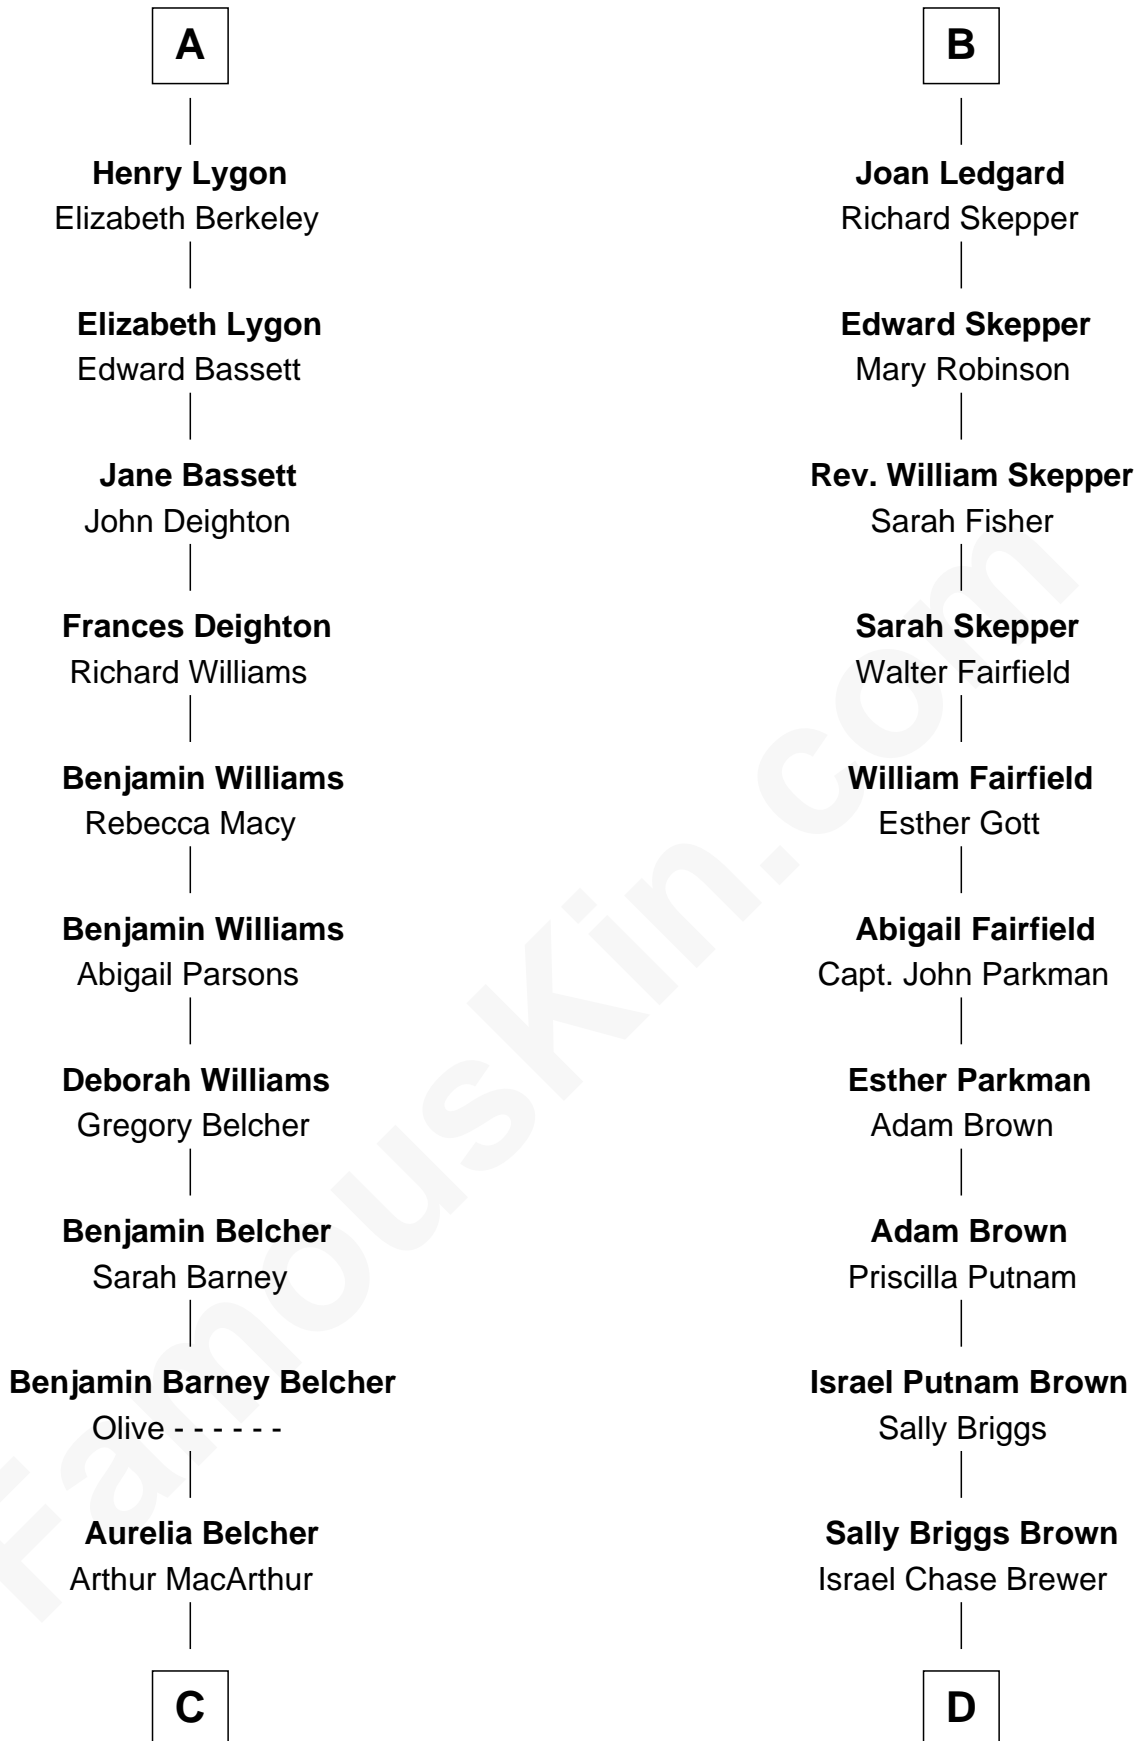 A
Henry Lygon
Elizabeth Berkeley
Elizabeth Lygon
Edward Bassett
Jane Bassett
John Deighton
Frances Deighton
Richard Williams
Benjamin Williams
Rebecca Macy
Benjamin Williams
Abigail Parsons
Deborah Williams
Gregory Belcher
Benjamin Belcher
Sarah Barney
Benjamin Barney Belcher
Olive - - - - - -
Aurelia Belcher
Arthur MacArthur
C
B
Joan Ledgard
Richard Skepper
Edward Skepper
Mary Robinson
Rev. William Skepper
Sarah Fisher
Sarah Skepper
Walter Fairfield
William Fairfield
Esther Gott
Abigail Fairfield
Capt. John Parkman
Esther Parkman
Adam Brown
Adam Brown
Priscilla Putnam
Israel Putnam Brown
Sally Briggs
Sally Briggs Brown
Israel Chase Brewer
D
FamousKin.com